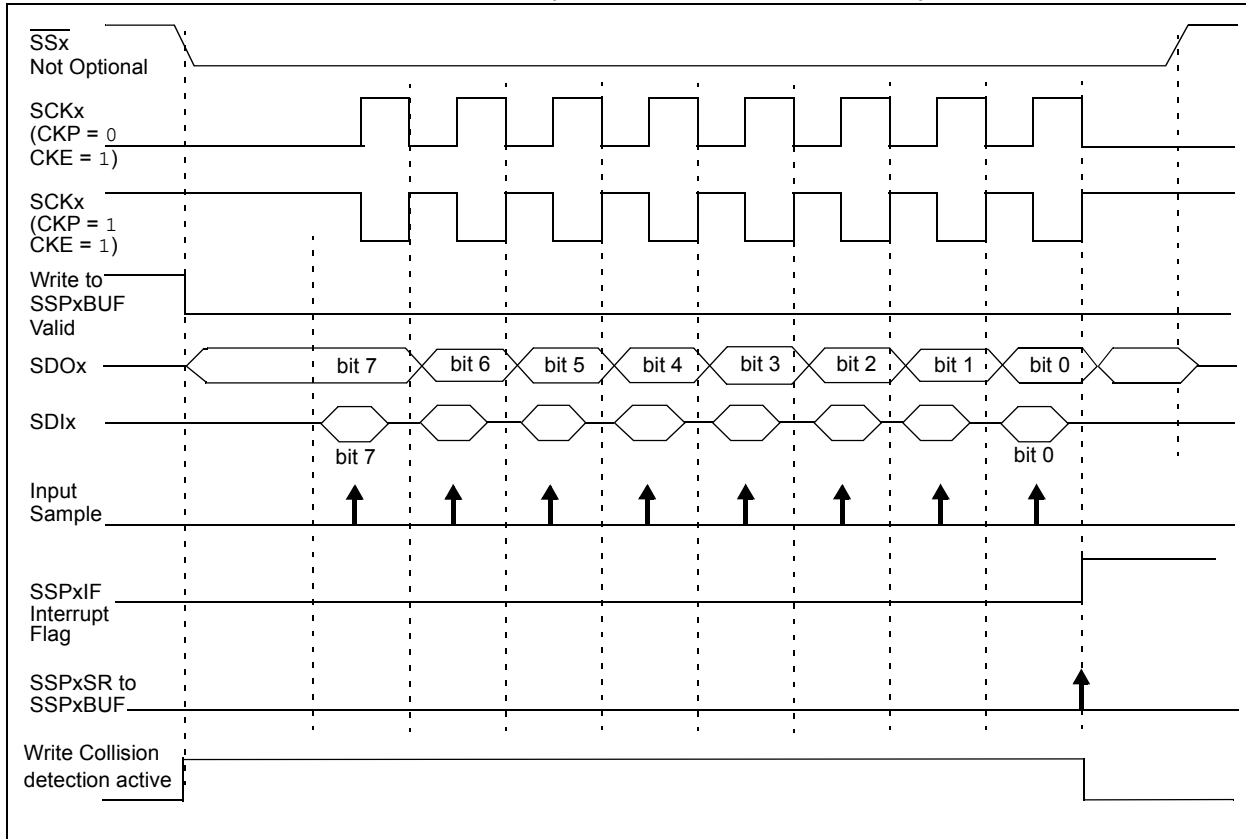 SSx
Not Optional
SCKx
(CKP = 0
CKE = 1)
SCKx
(CKP = 1
CKE = 1)
Write to
SSPxBUF
Valid
SDOx
bit 7 bit 6 bit 5 bit 4 bit 3 bit 2 bit 1 bit 0
SDIx
bit 7 bit 0
Input
Sample
SSPxIF
Interrupt
Flag
SSPxSR to
SSPxBUF
Write Collision
detection active